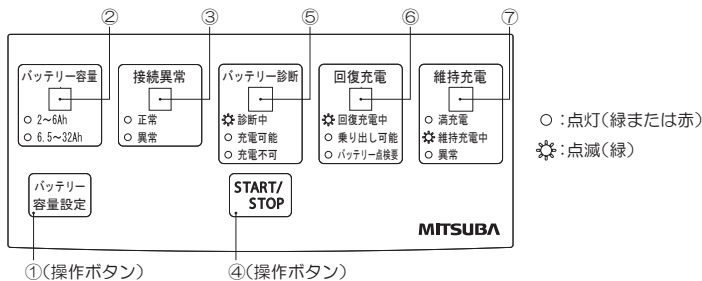 ② ③ ⑤ ⑥ ⑦
バッテリー容量
2～6Ah
6.5～32Ah
接続異常
正常
異常
バッテリー診断
診断中
充電可能
充電不可
回復充電
回復充電中
乗り出し可能
バッテリー点検要
維持充電
満充電
維持充電中
異常
○:点灯(緑または赤)
:点滅(緑)
バッテリー
容量設定
START/
STOP
MITSUBA
①(操作ボタン)
④(操作ボタン)